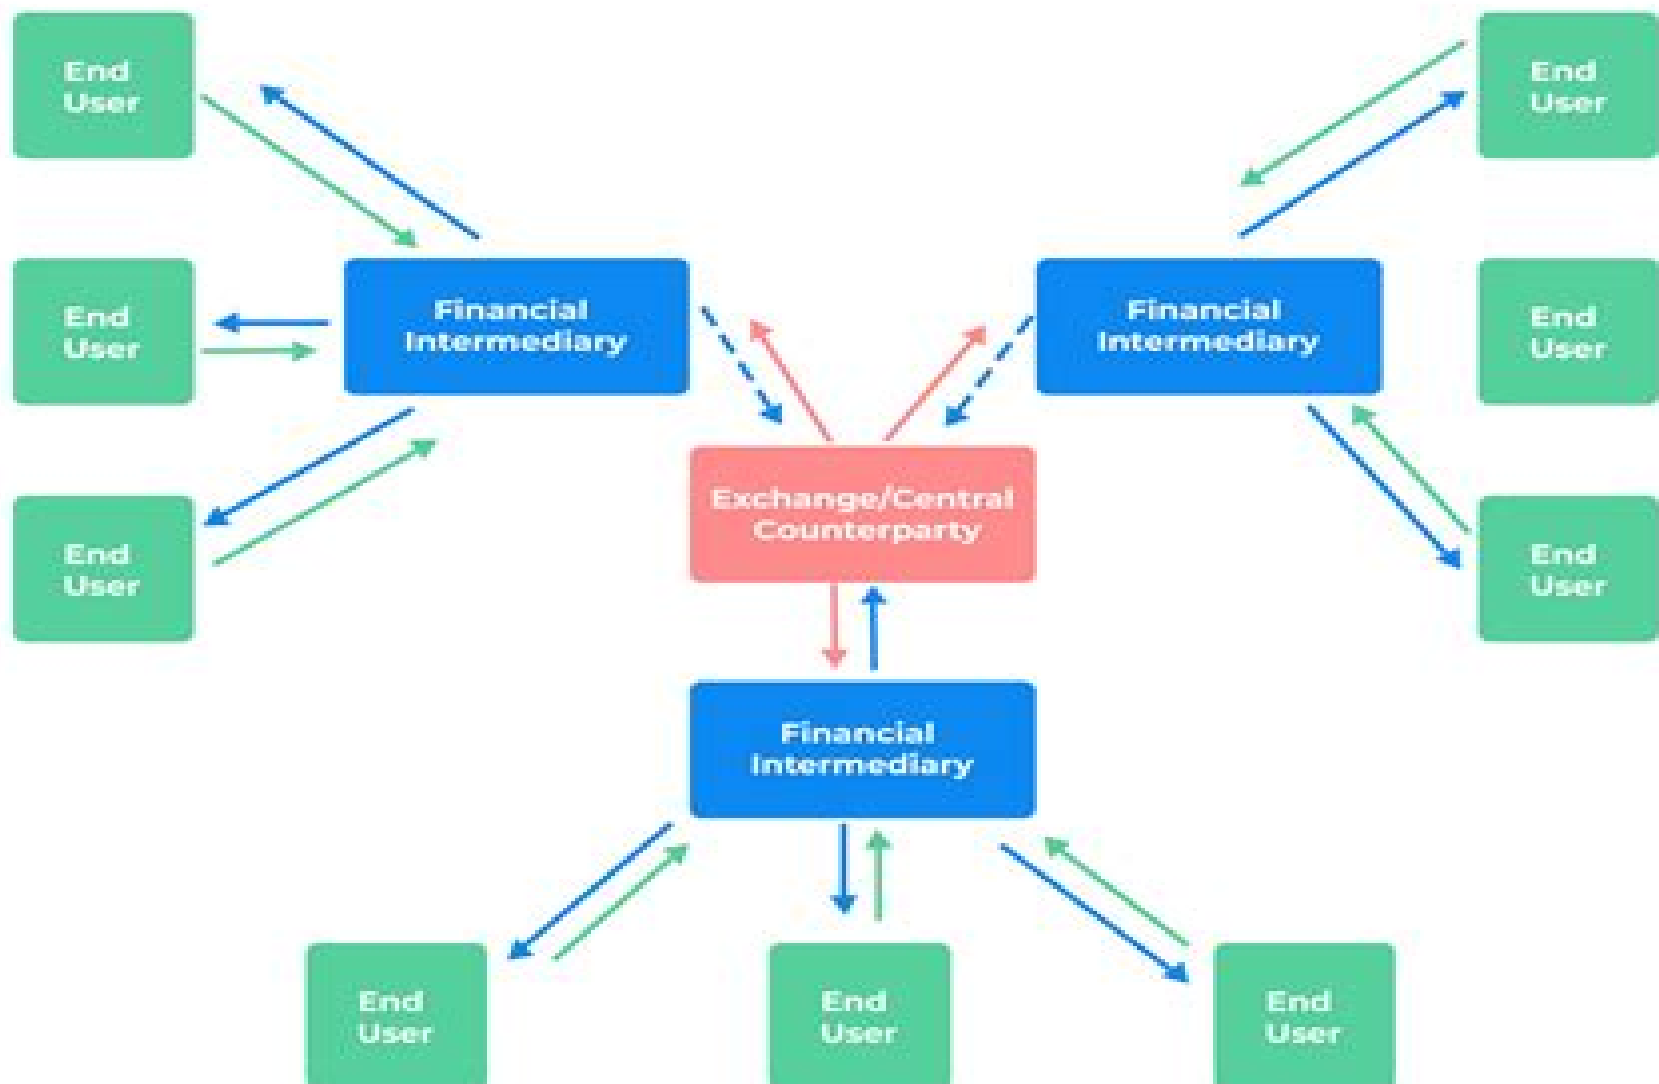 End
User
End
User
Financial
Intermediary
Financial
Intermediary
End
User
End
User
Exchange/Central
Counterparty
End
User
End
User
Financial
Intermediary
End
User
End
User
End
User